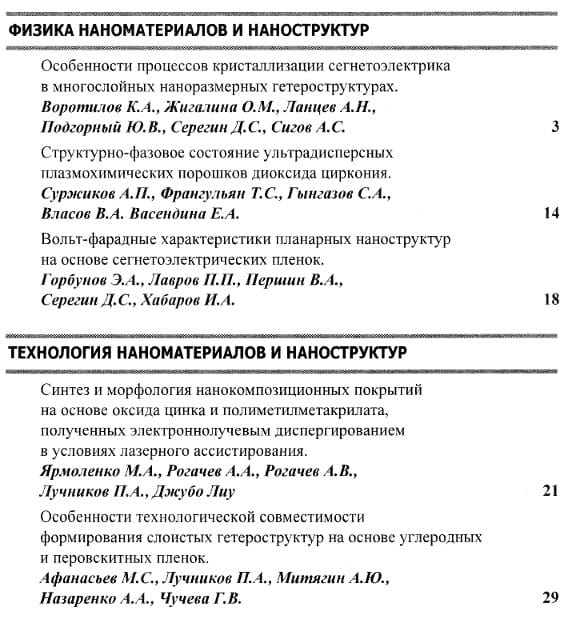 ФИЗИКА НАНОМАТЕРИАЛОВ И НАНОСТРУКТУР
Особенности процессов кристаллизации сегнетоэлектрика
в многослойных наноразмерных гетероструктурах.
Воротилов К.А., Жигалина О.М., Ланцев А.Н.,
Подгорный Ю.В., Серегин Д.С., Сигов А.С. 3
Структурно-фазовое состояние ультрадисперсных
плазмохимических порошков диоксида циркония.
Суржиков А.П., Франгульян Т.С., Гынгазов С.А.,
Власов В.А. Васендина Е.А. 14
Вольт-фарадные характеристики планарных наноструктур
на основе сегнетоэлектрических пленок.
Горбунов Э.А., Лавров П.П., Першин В.А.,
Серегин Д.С., Хабаров И.А. 18
ТЕХНОЛОГИЯ НАНОМАТЕРИАЛОВ И НАНОСТРУКТУР
Синтез и морфология нанокомпозиционных покрытий
на основе оксида цинка и полиметилметакрилата,
полученных электроннолучевым диспергированием
в условиях лазерного ассистирования.
Ярмоленко М.А., Рогачев А.А., Рогачев А.В.,
Лучников П.А., Джубо Лиу 21
Особенности технологической совместимости
формирования слоистых гетероструктур на основе углеродных
и перовскитных пленок.
Афанасьев М.С., Лучников П.А., Митягин А.Ю.,
Назаренко А.А., Чучева Г.В. 29